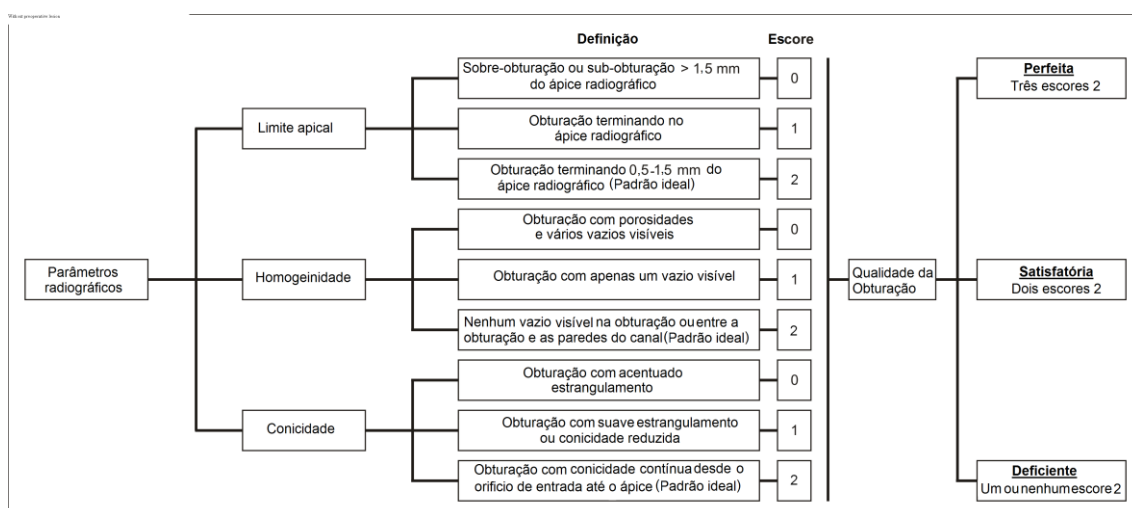 Without preoperative lesion
Definição
Escore
Sobre-obturação ou sub-obturação > 1,5 mm
do ápice radiográfico
0
Limite apical
Obturação terminando no
ápice radiográfico
1
Obturação terminando 0,5-1,5 mm do
ápice radiográfico (Padrão ideal)
2
Parâmetros
radiográficos
Obturação com porosidades
e vários vazios visíveis
0
Homogeinidade
Obturação com apenas um vazio visível
1
Nenhum vazio visível na obturação ou entre a
obturação e as paredes do canal (Padrão ideal)
2
Obturação com acentuado
estrangulamento
0
Conicidade
Obturação com suave estrangulamento
ou conicidade reduzida
1
Obturação com conicidade contínua desde o
orificio de entrada até o ápice (Padrão ideal)
2
Qualidade da
Obturação
Perfeita
Três escores 2
Satisfatória
Dois escores 2
Deficiente
Um ou nenhum escore 2